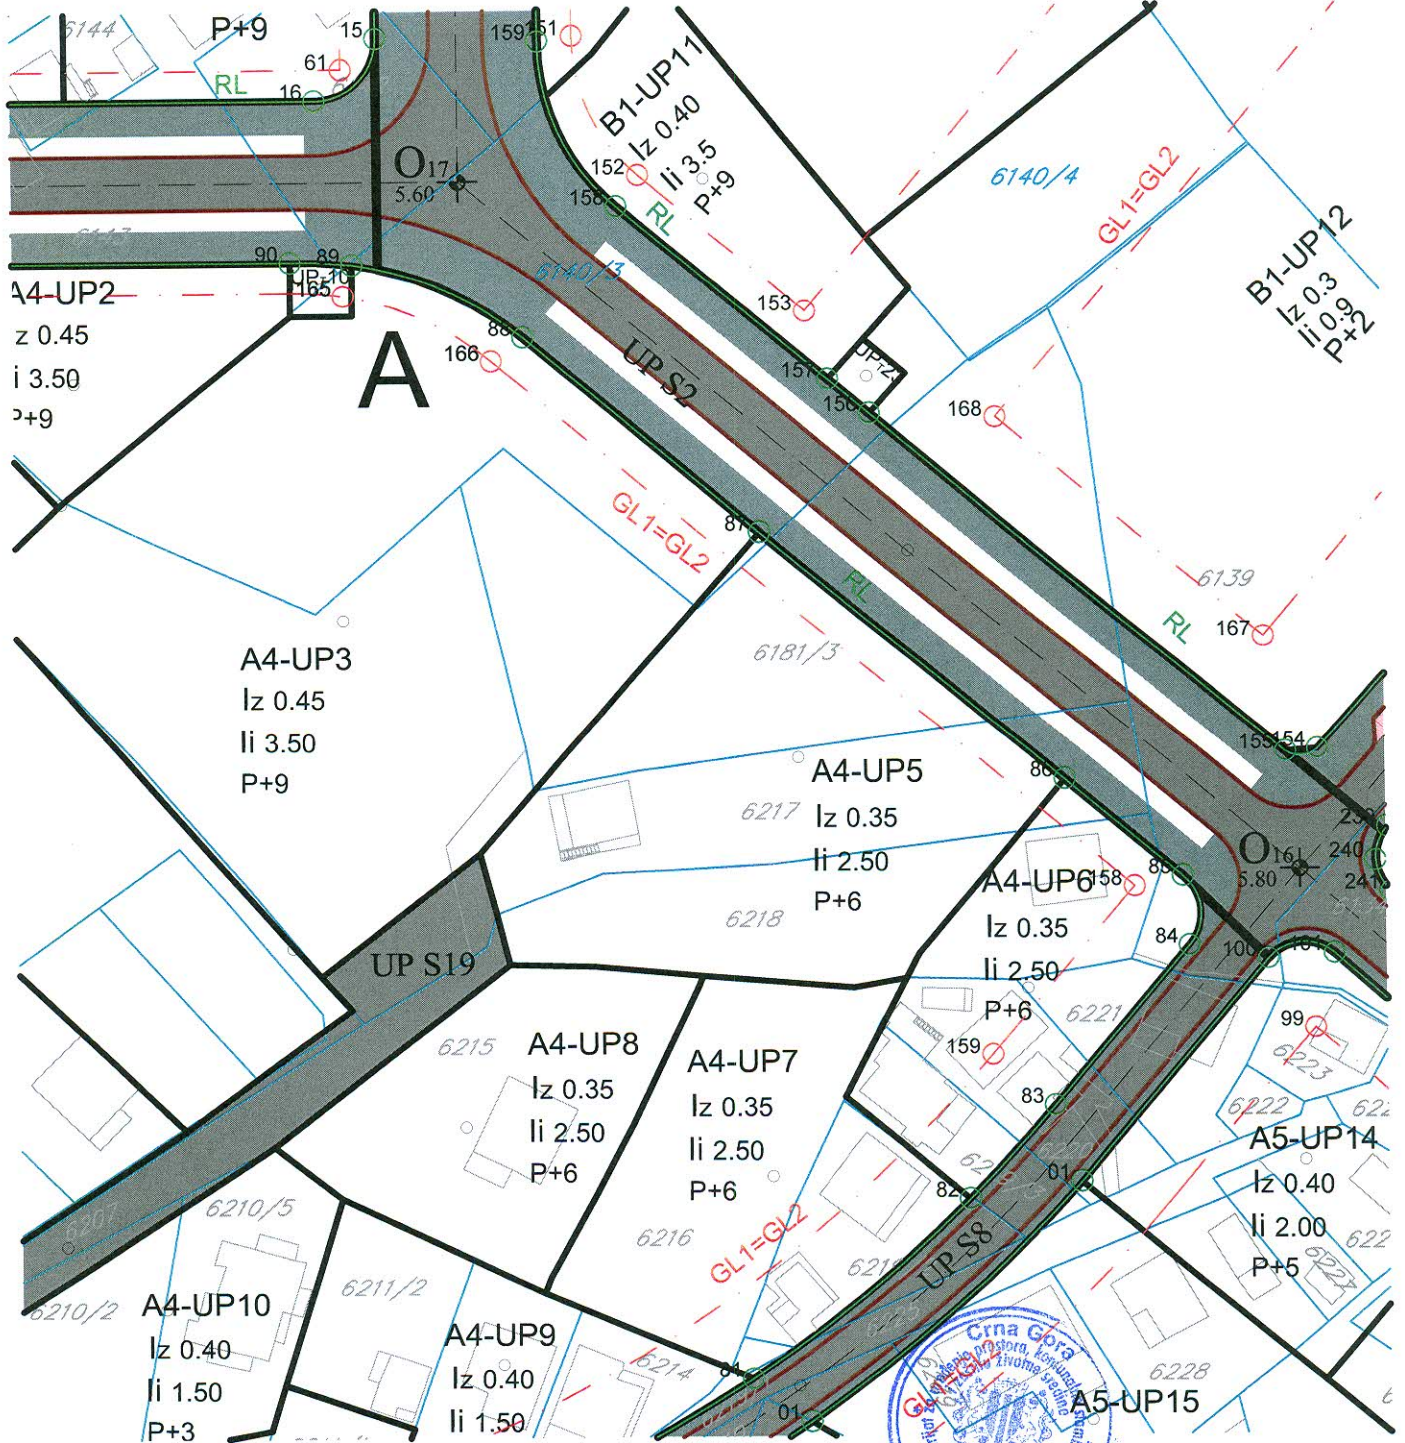 6144
P+9
15
159
151
61
16
RL
B1-UP11
Iz 0.40
Ii 3.5
P+9
152
158
RL
O17
5.60
6140/4
GL1=GL2
B1-UP12
Iz 0.3
Ii 0.9
P+2
90
89
UP-10
165
6140/3
A4-UP2
z 0.45
i 3.50
P+9
A
88
166
153
157
156
UP S2
168
GL1=GL2
87
RL
6139
RL
167
6181/3
A4-UP3
Iz 0.45
Ii 3.50
P+9
155
154
86
A4-UP5
Iz 0.35
Ii 2.50
P+6
6217
6218
O16
5.80
240
241
85
A4-UP6
Iz 0.35
Ii 2.50
P+6
158
84
100
101
UP S19
6221
99
6223
6222
159
83
6215
A4-UP8
Iz 0.35
Ii 2.50
P+6
A4-UP7
Iz 0.35
Ii 2.50
P+6
6220
01
82
A5-UP14
Iz 0.40
Ii 2.00
P+5
6227
6207
6210/5
6216
GL1=GL2
UP S8
6210/2
A4-UP10
Iz 0.40
Ii 1.50
P+3
6211/2
A4-UP9
Iz 0.40
Ii 1.50
6214
81
01
Crna Gora
GL1=GL2
6228
A5-UP15